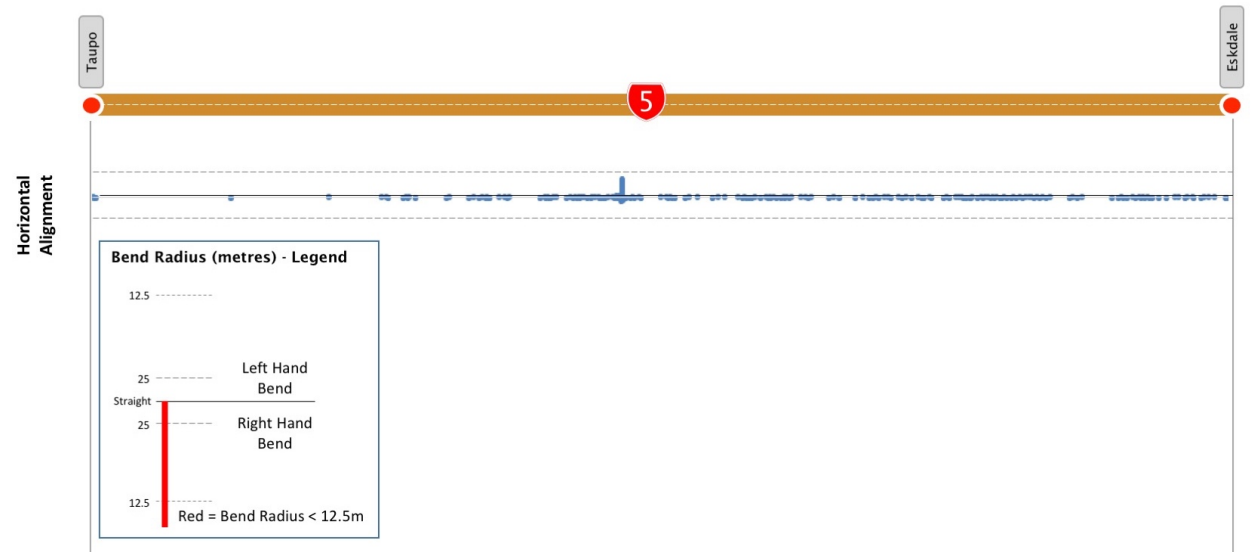 Taupo
Eskdale
5
Horizontal
Alignment
Bend Radius (metres) - Legend
12.5
Left Hand
Bend
25
Straight
25
Right Hand
Bend
12.5
Red = Bend Radius < 12.5m